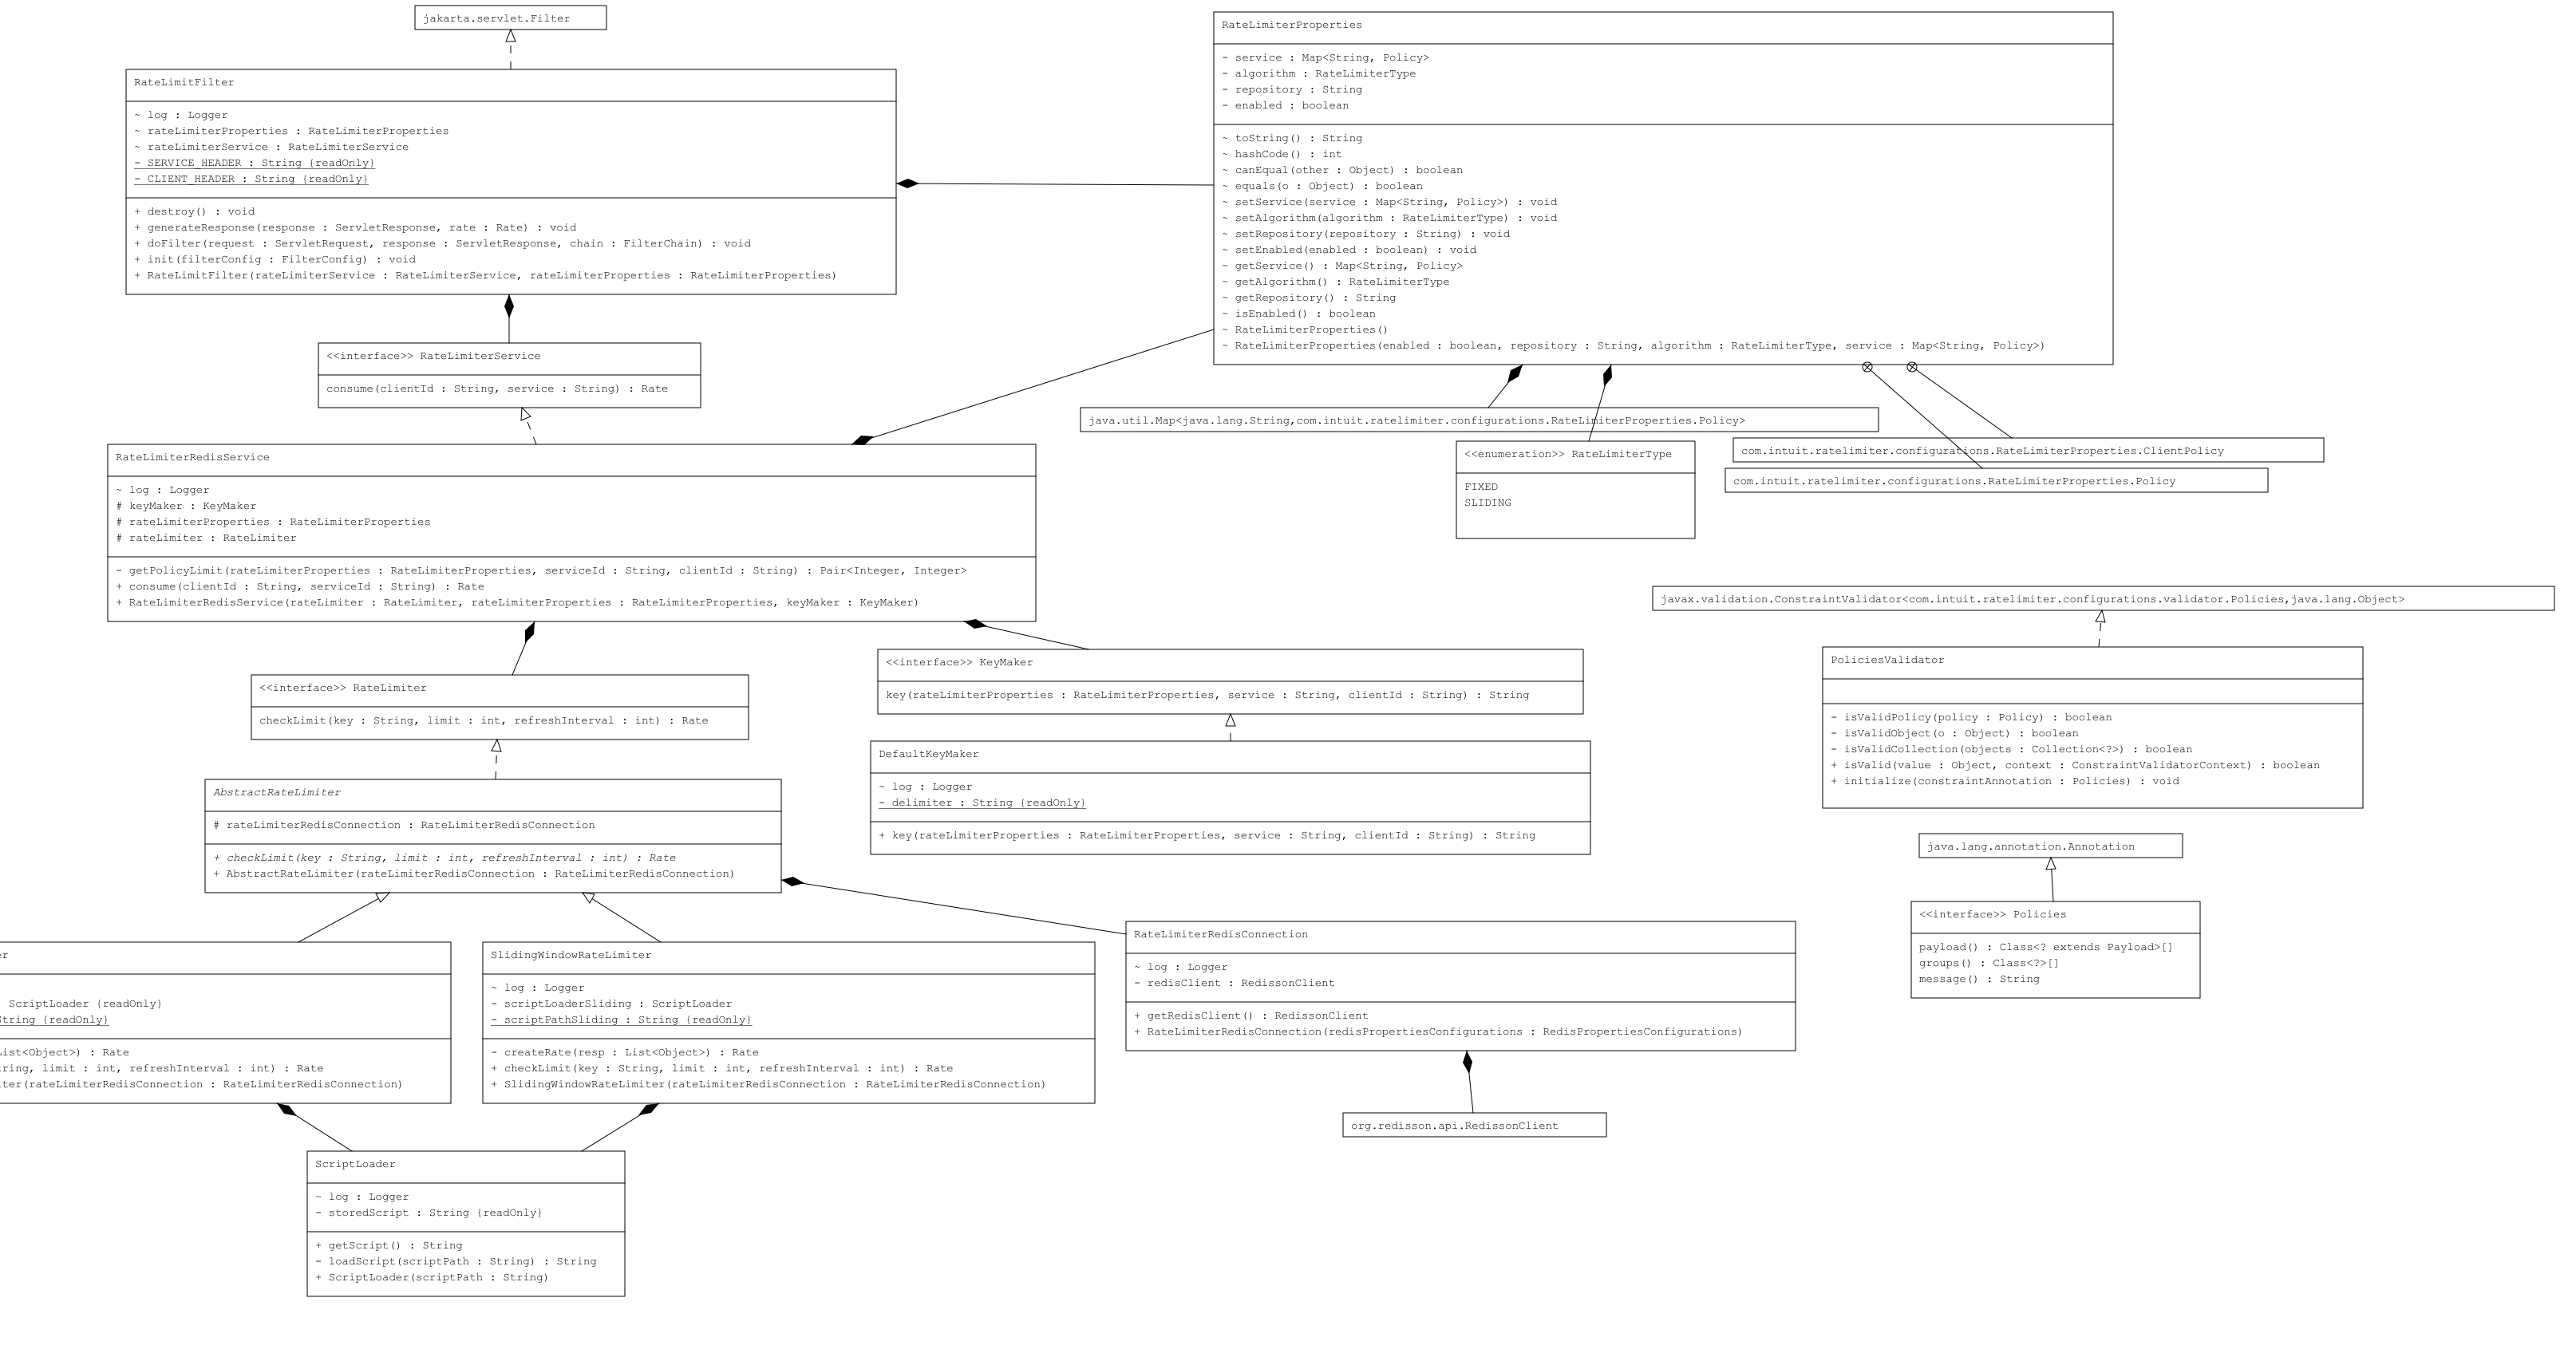 jakarta.servlet.Filter
RateLimitFilter
~ log : Logger
~ rateLimiterProperties : RateLimiterProperties
~ rateLimiterService : RateLimiterService
- SERVICE_HEADER : String {readOnly}
- CLIENT_HEADER : String {readOnly}
+ destroy() : void
+ generateResponse(response : ServletResponse, rate : Rate) : void
+ doFilter(request : ServletRequest, response : ServletResponse, chain : FilterChain) : void
+ init(filterConfig : FilterConfig) : void
+ RateLimitFilter(rateLimiterService : RateLimiterService, rateLimiterProperties : RateLimiterProperties)
RateLimiterProperties
- service : Map<String, Policy>
- algorithm : RateLimiterType
- repository : String
- enabled : boolean
~ toString() : String
~ hashCode() : int
~ canEqual(other : Object) : boolean
~ equals(o : Object) : boolean
~ setService(service : Map<String, Policy>) : void
~ setAlgorithm(algorithm : RateLimiterType) : void
~ setRepository(repository : String) : void
~ setEnabled(enabled : boolean) : void
~ getService() : Map<String, Policy>
~ getAlgorithm() : RateLimiterType
~ getRepository() : String
~ isEnabled() : boolean
~ RateLimiterProperties()
~ RateLimiterProperties(enabled : boolean, repository : String, algorithm : RateLimiterType, service : Map<String, Policy>)
<<interface>> RateLimiterService
consume(clientId : String, service : String) : Rate
java.util.Map<java.lang.String,com.intuit.ratelimiter.configurations.RateLimiterProperties.Policy>
<<enumeration>> RateLimiterType
FIXED
SLIDING
com.intuit.ratelimiter.configurations.RateLimiterProperties.ClientPolicy
com.intuit.ratelimiter.configurations.RateLimiterProperties.Policy
RateLimiterRedisService
~ log : Logger
# keyMaker : KeyMaker
# rateLimiterProperties : RateLimiterProperties
# rateLimiter : RateLimiter
- getPolicyLimit(rateLimiterProperties : RateLimiterProperties, serviceId : String, clientId : String) : Pair<Integer, Integer>
+ consume(clientId : String, serviceId : String) : Rate
+ RateLimiterRedisService(rateLimiter : RateLimiter, rateLimiterProperties : RateLimiterProperties, keyMaker : KeyMaker)
javax.validation.ConstraintValidator<com.intuit.ratelimiter.configurations.validator.Policies,java.lang.Object>
PoliciesValidator
- isValidPolicy(policy : Policy) : boolean
- isValidObject(o : Object) : boolean
- isValidCollection(objects : Collection<?>) : boolean
+ isValid(value : Object, context : ConstraintValidatorContext) : boolean
+ initialize(constraintAnnotation : Policies) : void
<<interface>> RateLimiter
checkLimit(key : String, limit : int, refreshInterval : int) : Rate
<<interface>> KeyMaker
key(rateLimiterProperties : RateLimiterProperties, service : String, clientId : String) : String
DefaultKeyMaker
~ log : Logger
- delimiter : String {readOnly}
+ key(rateLimiterProperties : RateLimiterProperties, service : String, clientId : String) : String
AbstractRateLimiter
# rateLimiterRedisConnection : RateLimiterRedisConnection
+ checkLimit(key : String, limit : int, refreshInterval : int) : Rate
+ AbstractRateLimiter(rateLimiterRedisConnection : RateLimiterRedisConnection)
java.lang.annotation.Annotation
<<interface>> Policies
payload() : Class<? extends Payload>[]
groups() : Class<?>[]
message() : String
er
ScriptLoader {readOnly}
String {readOnly}
List<Object>) : Rate
ring, limit : int, refreshInterval : int) : Rate
ter(rateLimiterRedisConnection : RateLimiterRedisConnection)
SlidingWindowRateLimiter
~ log : Logger
- scriptLoaderSliding : ScriptLoader
- scriptPathSliding : String {readOnly}
- createRate(resp : List<Object>) : Rate
+ checkLimit(key : String, limit : int, refreshInterval : int) : Rate
+ SlidingWindowRateLimiter(rateLimiterRedisConnection : RateLimiterRedisConnection)
RateLimiterRedisConnection
~ log : Logger
- redisClient : RedissonClient
+ getRedisClient() : RedissonClient
+ RateLimiterRedisConnection(redisPropertiesConfigurations : RedisPropertiesConfigurations)
org.redisson.api.RedissonClient
ScriptLoader
~ log : Logger
- storedScript : String {readOnly}
+ getScript() : String
- loadScript(scriptPath : String) : String
+ ScriptLoader(scriptPath : String)